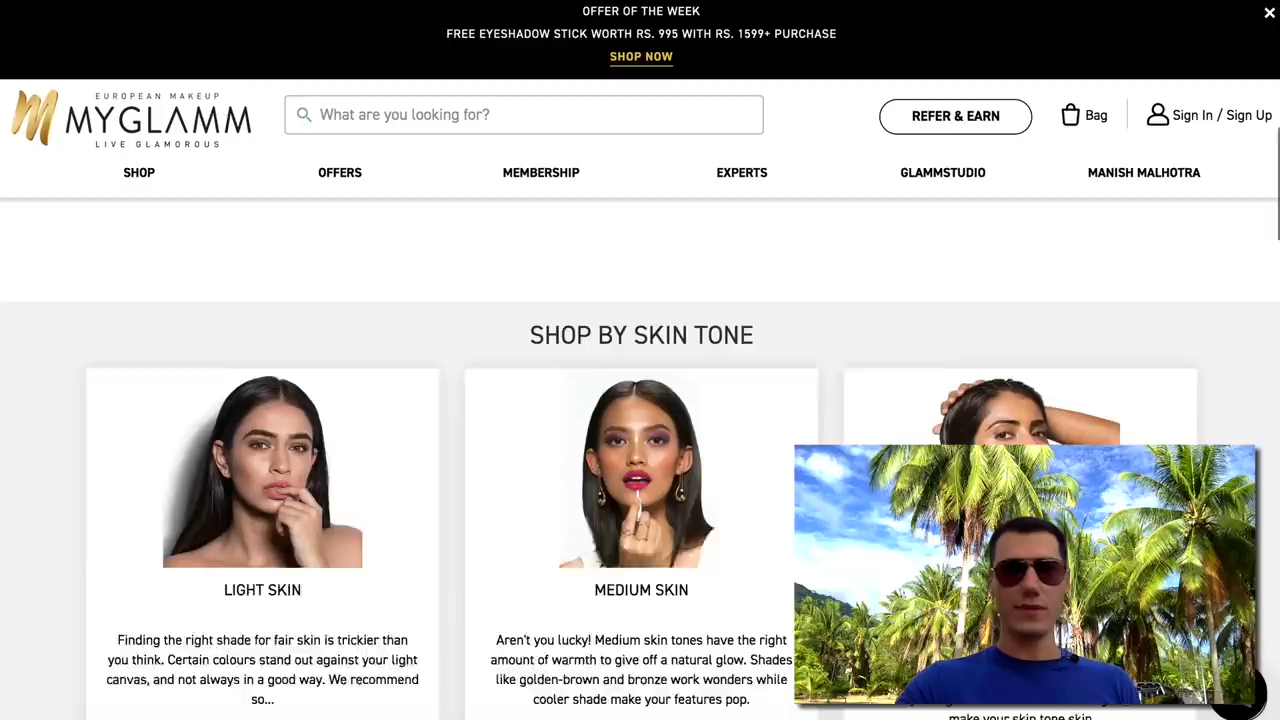 OFFER OF THE WEEK
FREE EYESHADOW STICK WORTH RS. 995 WITH RS. 1599+ PURCHASE
SHOP NOW
EUROPEAN MAKEUP
MYGLAMM
LIVE GLAMOROUS
What are you looking for?
REFER & EARN
Bag
Sign In / Sign Up
SHOP
OFFERS
MEMBERSHIP
EXPERTS
GLAMMSTUDIO
MANISH MALHOTRA
SHOP BY SKIN TONE
LIGHT SKIN
Finding the right shade for fair skin is trickier than
you think. Certain colours stand out against your light
canvas, and not always in a good way. We recommend
so...
MEDIUM SKIN
Aren't you lucky! Medium skin tones have the right
amount of warmth to give off a natural glow. Shades
like golden-brown and bronze work wonders while
cooler shade make your features pop.
make your skin tone skin